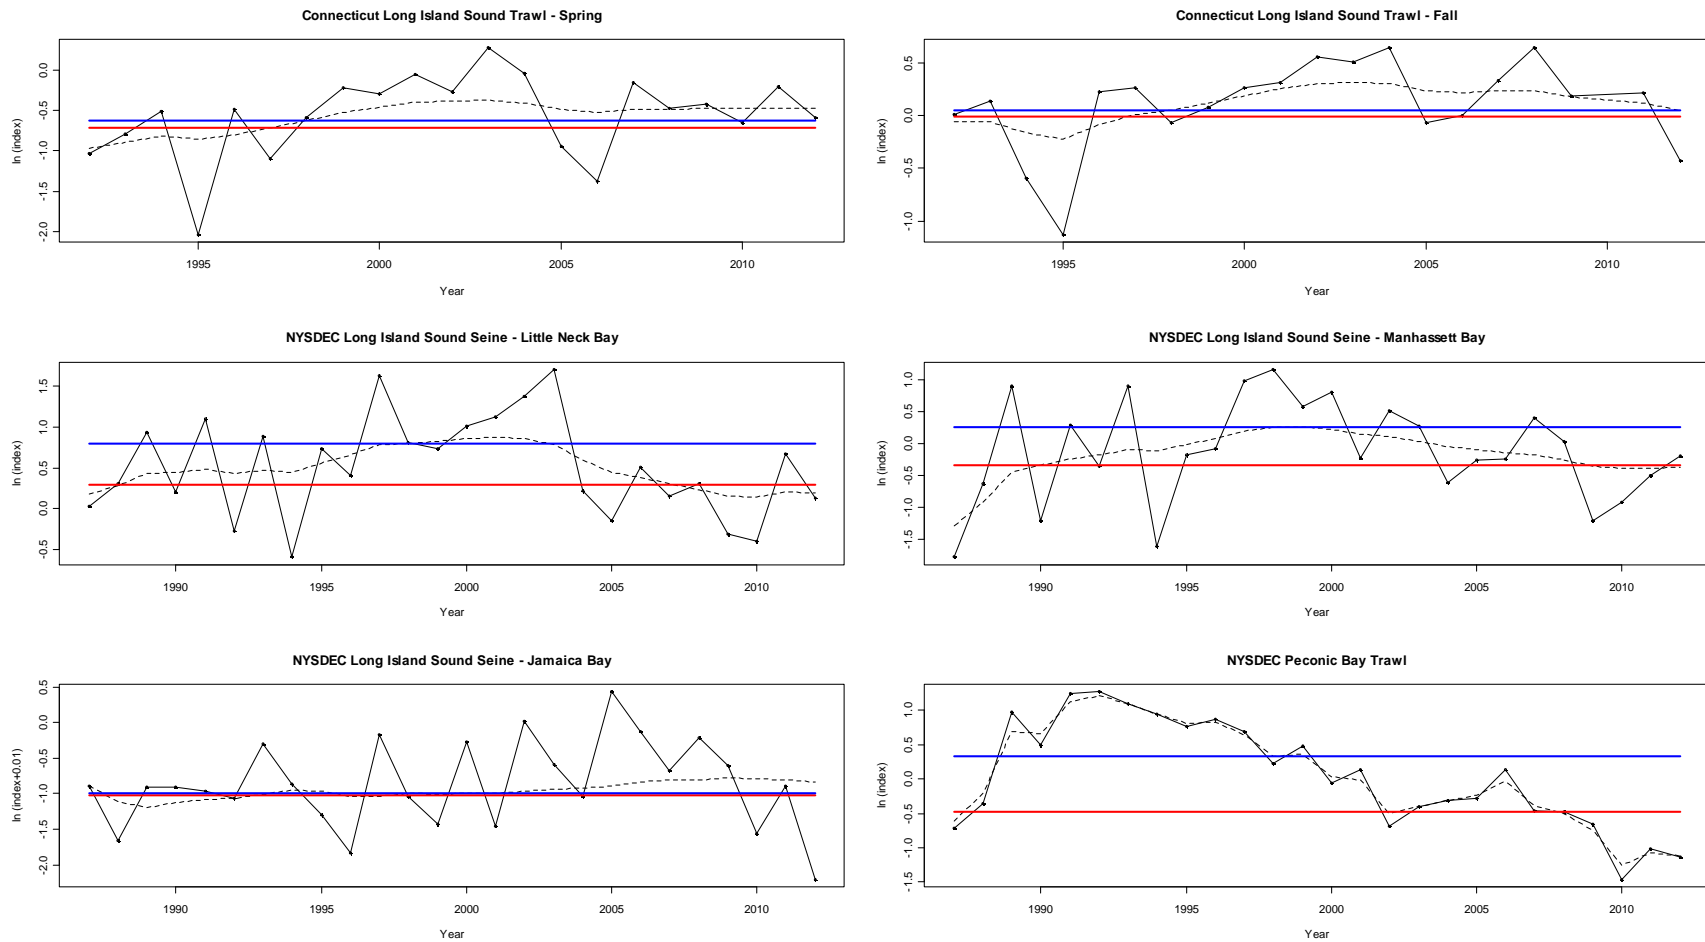 Connecticut Long Island Sound Trawl - Spring
ln (index)
0.0
-0.5
-1.0
-1.5
-2.0
1995 2000 2005 2010
Year
Connecticut Long Island Sound Trawl - Fall
ln (index)
0.5
0.0
-0.5
-1.0
1995 2000 2005 2010
Year
NYSDEC Long Island Sound Seine - Little Neck Bay
ln (index)
1.5
1.0
0.5
0.0
-0.5
1990 1995 2000 2005 2010
Year
NYSDEC Long Island Sound Seine - Manhassett Bay
ln (index)
1.0
0.5
0.0
-0.5
-1.0
-1.5
1990 1995 2000 2005 2010
Year
NYSDEC Long Island Sound Seine - Jamaica Bay
ln (index+0.01)
0.5
0.0
-0.5
-1.0
-1.5
-2.0
1990 1995 2000 2005 2010
Year
NYSDEC Peconic Bay Trawl
ln (index)
1.0
0.5
0.0
-0.5
-1.0
-1.5
1990 1995 2000 2005 2010
Year